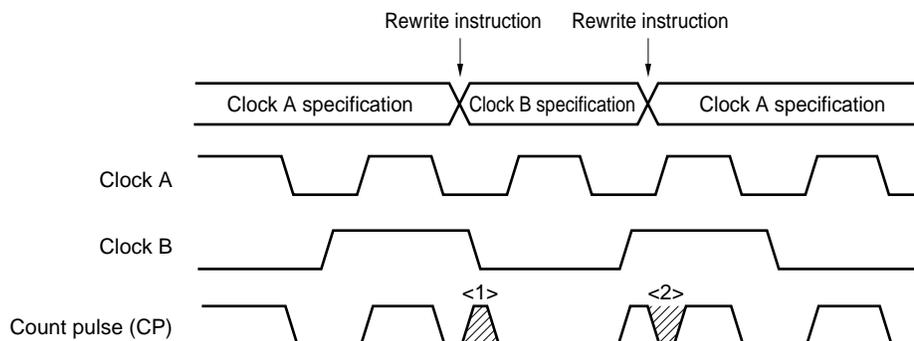 Rewrite instruction Rewrite instruction
Clock A specification Clock B specification Clock A specification
Clock A
Clock B
<1> <2>
Count pulse (CP)